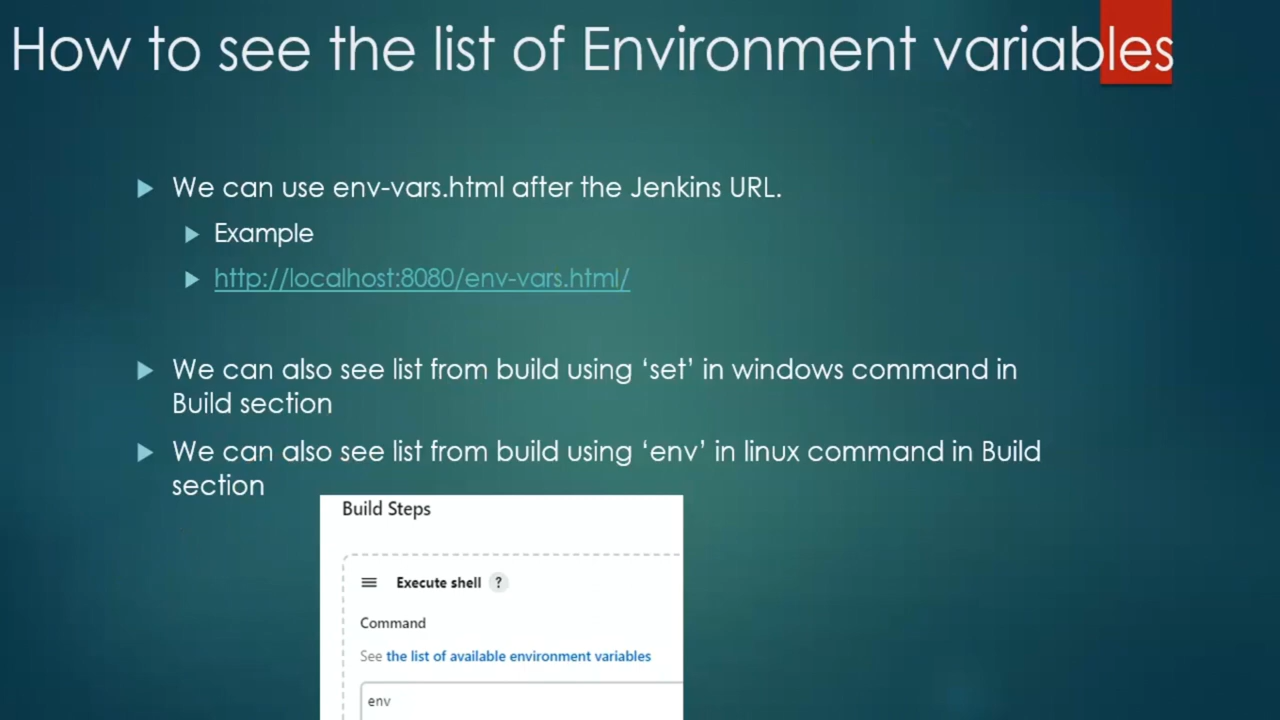 How to see the list of Environment variables
We can use env-vars.html after the Jenkins URL.
Example
http://localhost:8080/env-vars.html/
We can also see list from build using ‘set’ in windows command in
Build section
We can also see list from build using ‘env’ in linux command in Build
section
Build Steps
Execute shell ?
Command
See the list of available environment variables
env